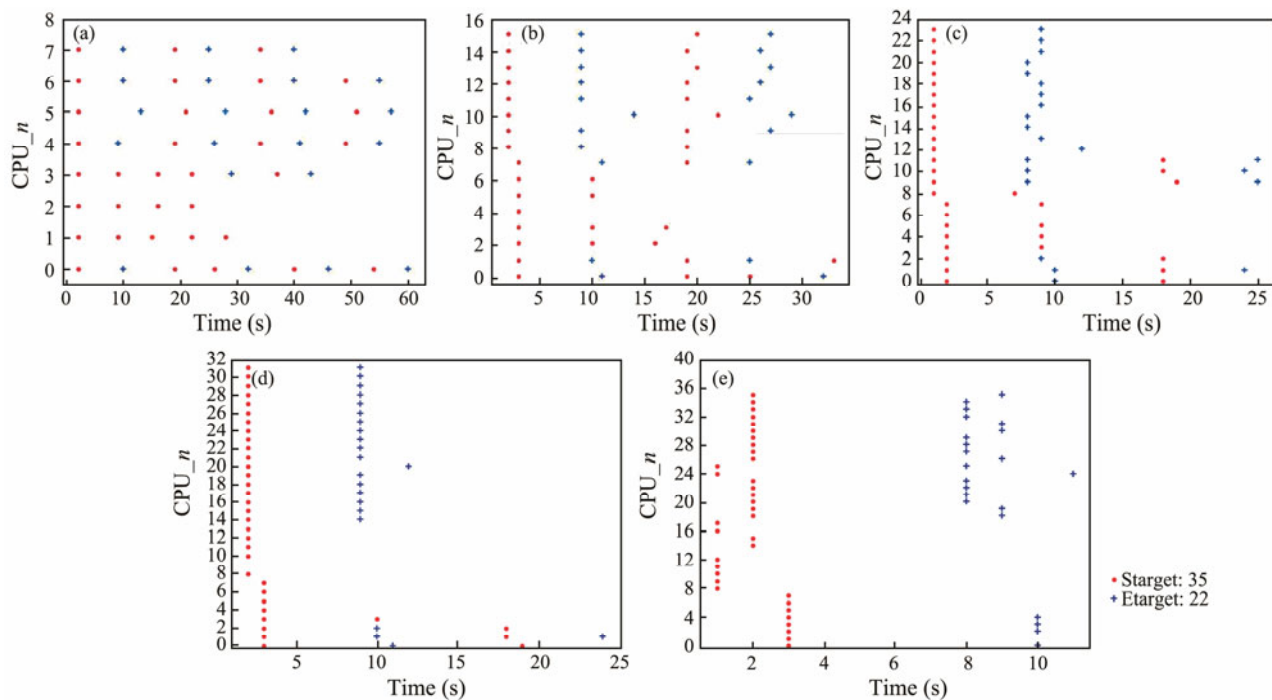 (a)
8
7
6
5
4
3
2
1
0
CPU_n
0 10 20 30 40 50 60
Time (s)
(b)
16
14
12
10
8
6
4
2
0
CPU_n
5 10 15 20 25 30
Time (s)
(c)
24
22
20
18
16
14
12
10
8
6
4
2
0
CPU_n
0 5 10 15 20 25
Time (s)
(d)
32
30
28
26
24
22
20
18
16
14
12
10
8
6
4
2
0
CPU_n
5 10 15 20 25
Time (s)
(e)
40
36
32
28
24
20
16
12
8
4
0
CPU_n
2 4 6 8 10
Time (s)
Starget: 35
Etarget: 22